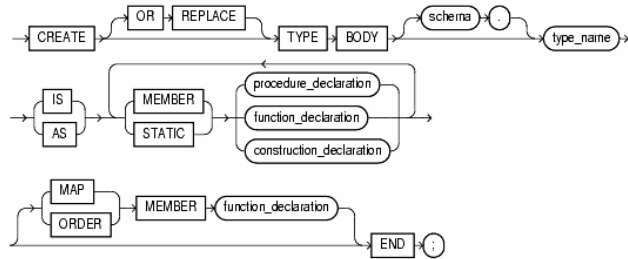 OR REPLACE schema .
CREATE TYPE BODY type_name
procedure_declaration
IS MEMBER
function_declaration
AS STATIC
construction_declaration
MAP
MEMBER function_declaration
ORDER
END ;